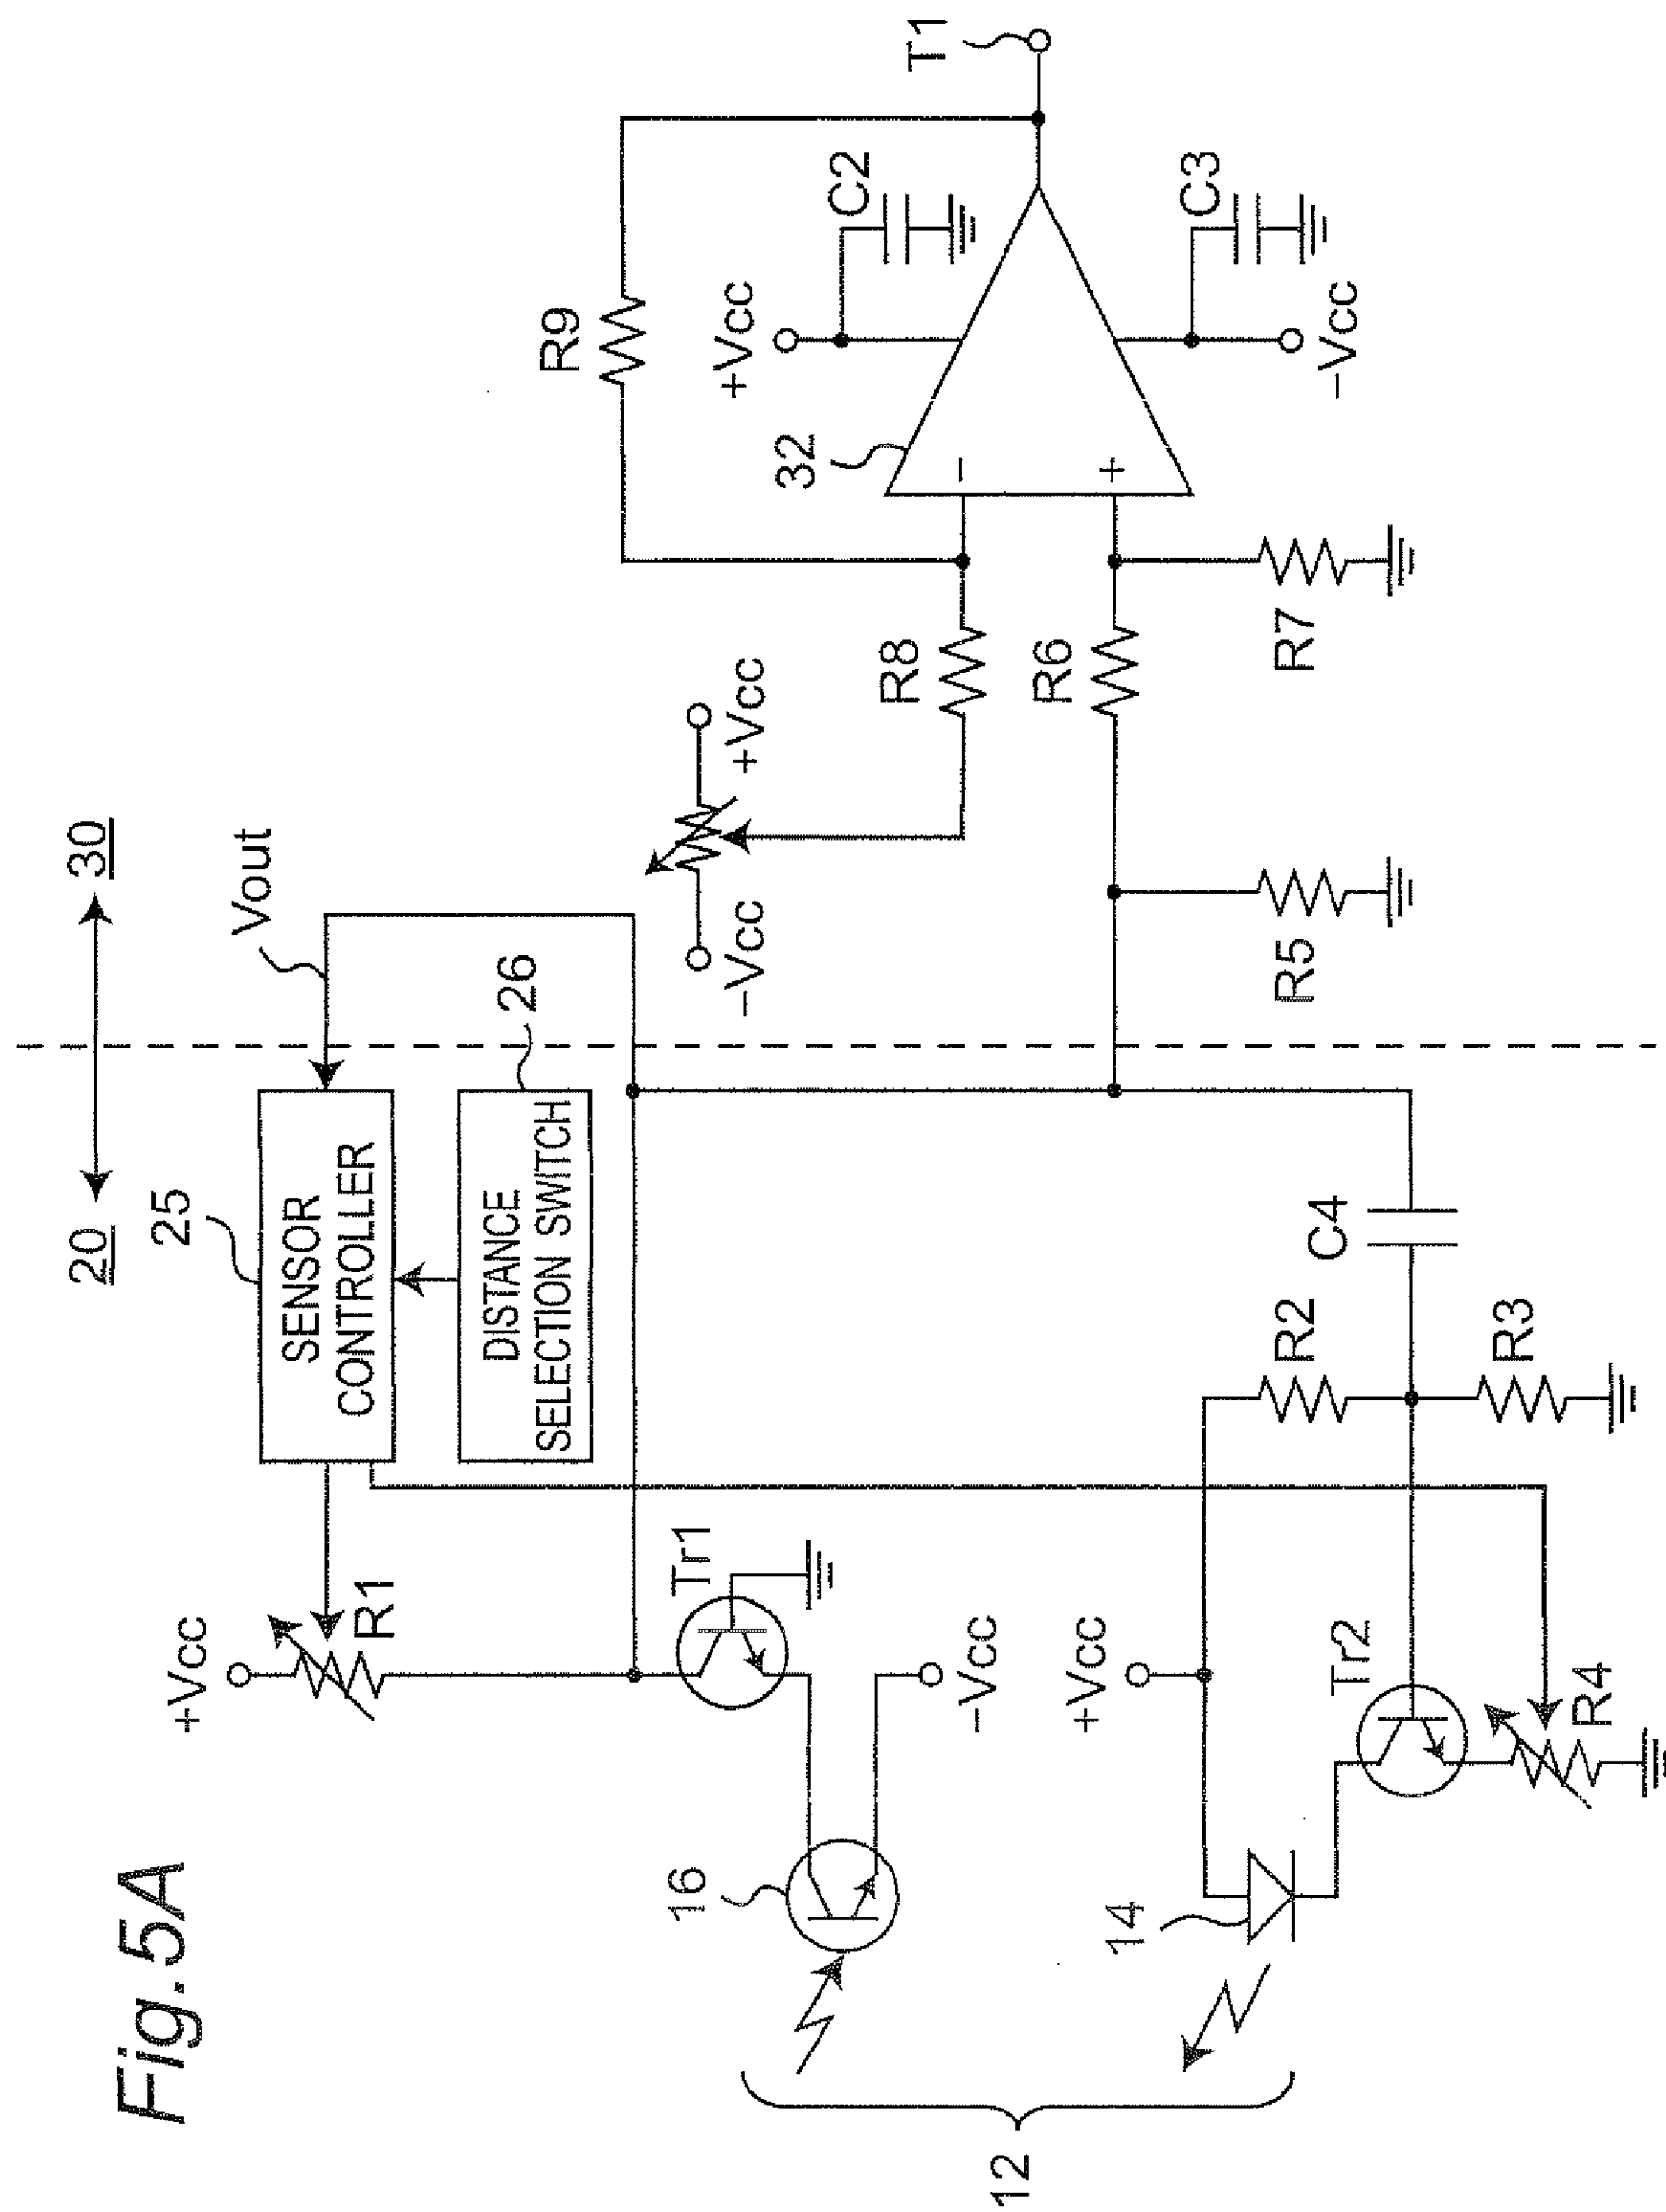 Fig.5A
20
30
25
SENSOR
CONTROLLER
Vout
26
DISTANCE
SELECTION SWITCH
+Vcc
R1
Tr1
16
-Vcc
12
14
+Vcc
Tr2
R4
R2
R3
C4
-Vcc
+Vcc
R5
R6
R7
R8
R9
32
-
+
+Vcc
C2
-Vcc
C3
T1